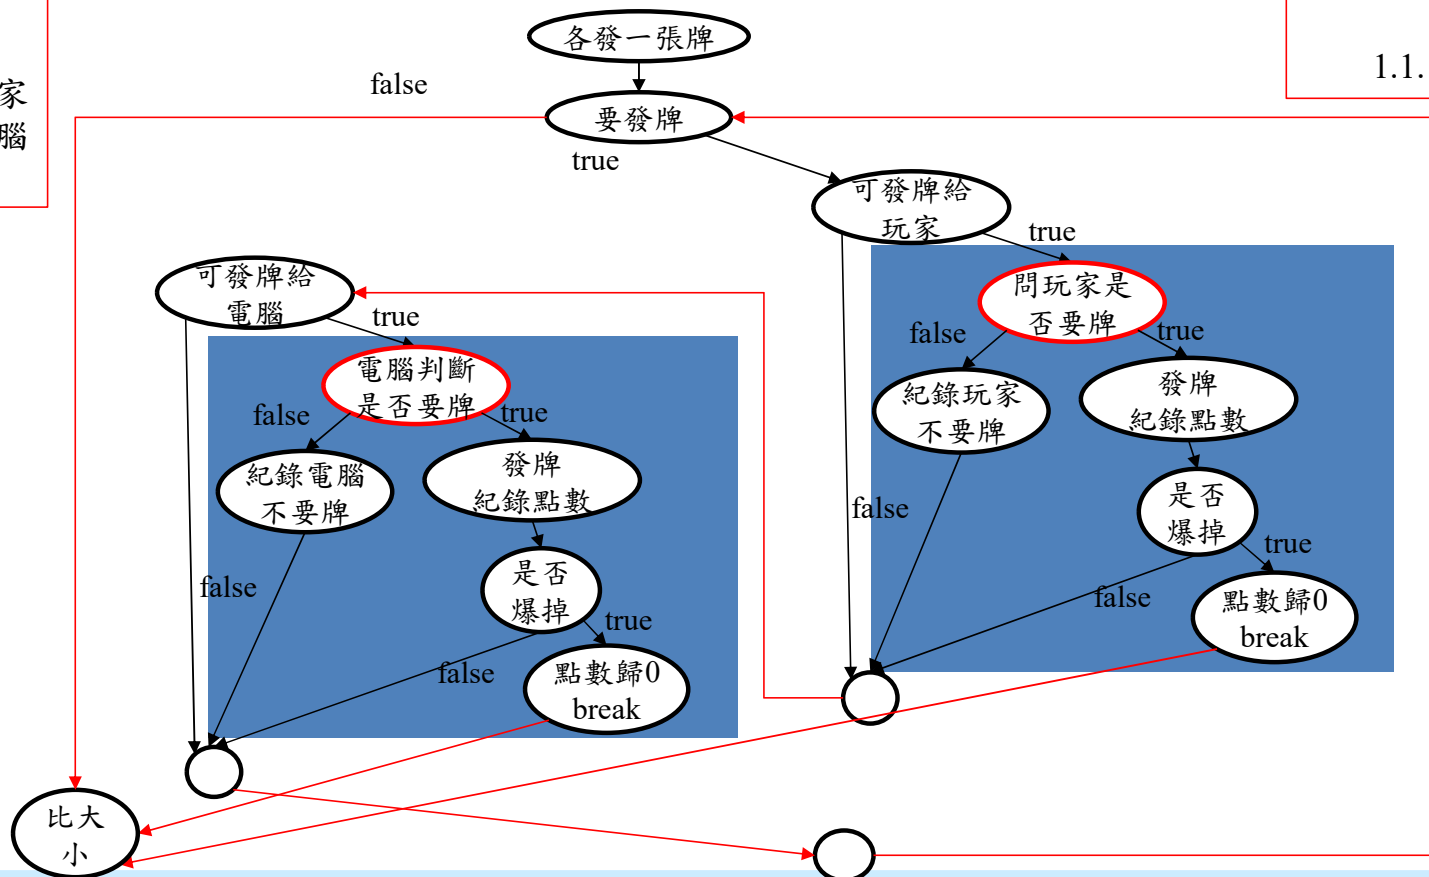 各發一張牌
家
腦
1.1.
false
要發牌
true
可發牌給
玩家
true
可發牌給
電腦
true
問玩家是
否要牌
false
true
電腦判斷
是否要牌
false
true
紀錄玩家
不要牌
發牌
紀錄點數
紀錄電腦
不要牌
發牌
紀錄點數
false
是否
爆掉
true
false
是否
爆掉
true
false
點數歸0
break
false
點數歸0
break
比大
小